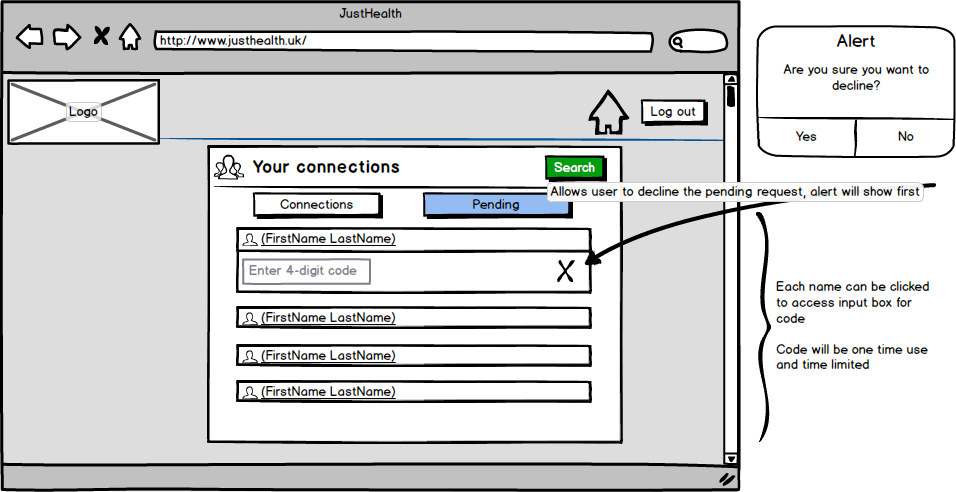 JustHealth
http://www.justhealth.uk/
Alert
Are you sure you want to
decline?
Yes No
Logo
Log out
Your connections
Search
Allows user to decline the pending request, alert will show first
Connections Pending
(FirstName LastName)
Enter 4-digit code X
(FirstName LastName)
(FirstName LastName)
(FirstName LastName)
Each name can be clicked
to access input box for
code
Code will be one time use
and time limited